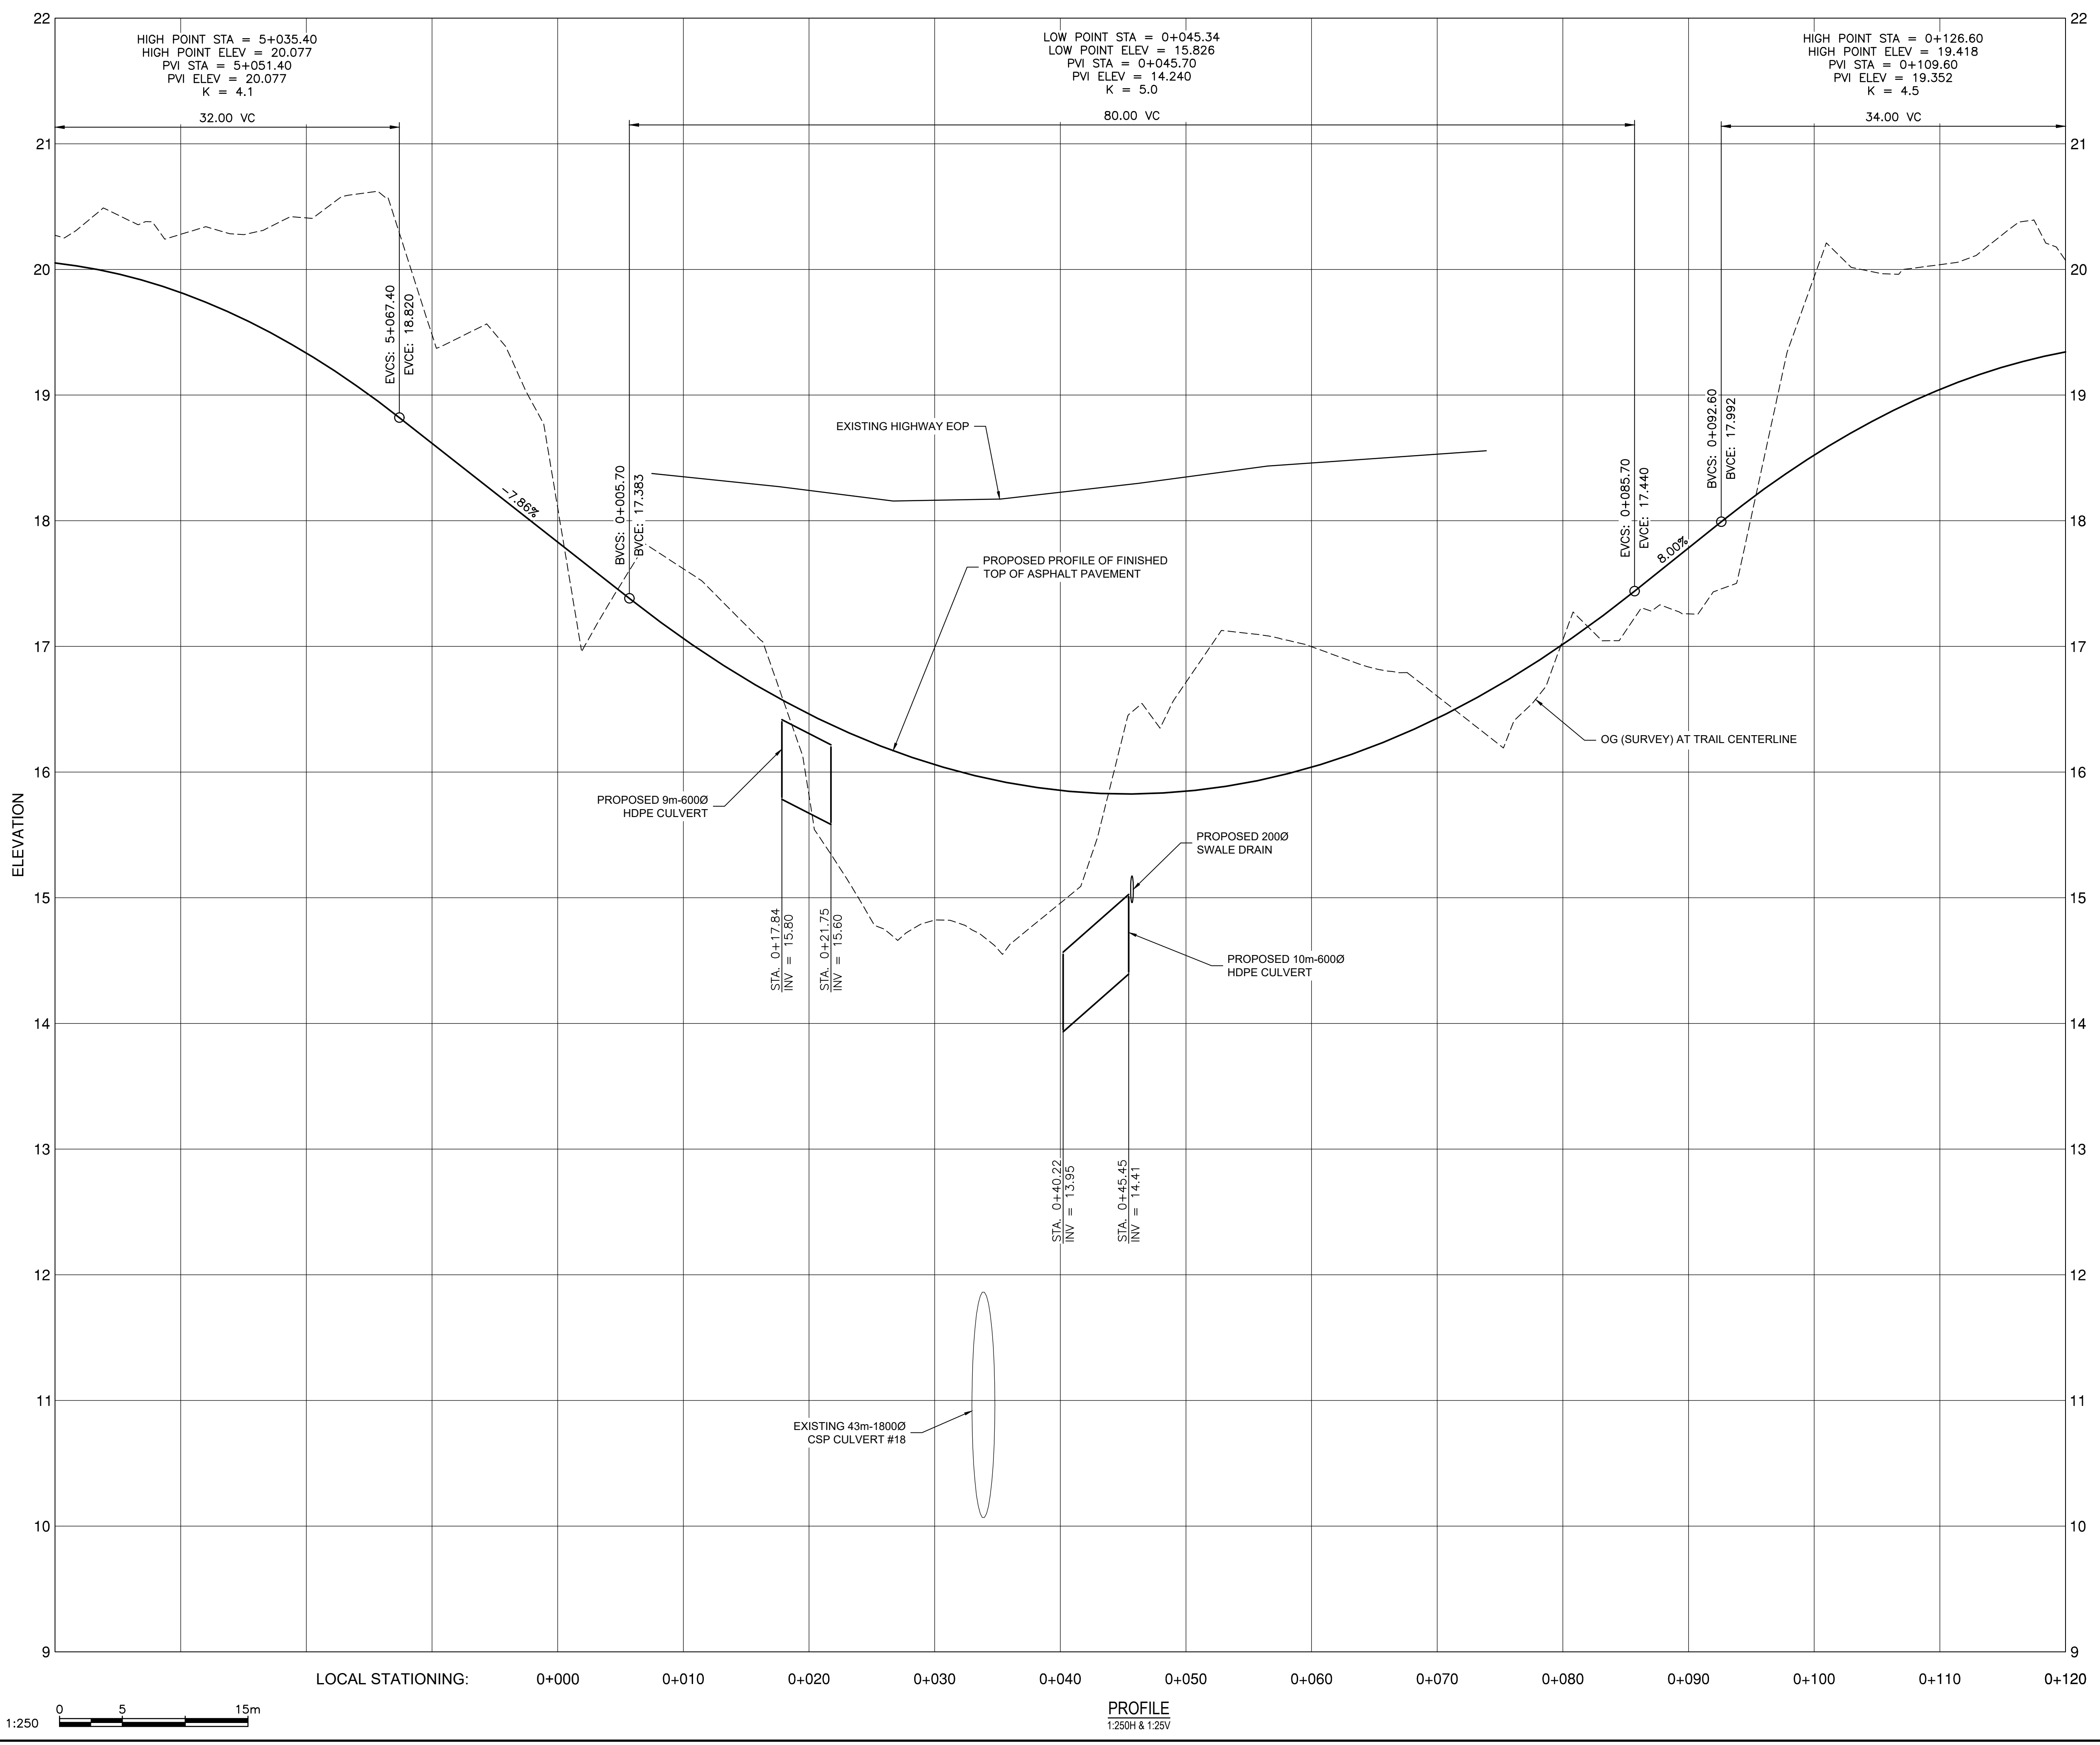 22
22
HIGH POINT STA = 5+035.40
HIGH POINT ELEV = 20.077
PVI STA = 5+051.40
PVI ELEV = 20.077
K = 4.1
32.00 VC
LOW POINT STA = 0+045.34
LOW POINT ELEV = 15.826
PVI STA = 0+045.70
PVI ELEV = 14.240
K = 5.0
80.00 VC
HIGH POINT STA = 0+126.60
HIGH POINT ELEV = 19.418
PVI STA = 0+109.60
PVI ELEV = 19.352
K = 4.5
34.00 VC
21
21
20
20
EVCS: 5+067.40
EVCE: 18.820
19
19
BVCS: 0+092.60
BVCE: 17.992
EXISTING HIGHWAY EOP
-7.86%
BVCS: 0+005.70
BVCE: 17.383
EVCS: 0+085.70
EVCE: 17.440
8.00%
18
18
PROPOSED PROFILE OF FINISHED
TOP OF ASPHALT PAVEMENT
17
17
OG (SURVEY) AT TRAIL CENTERLINE
16
16
PROPOSED 9m-600Ø
HDPE CULVERT
ELEVATION
PROPOSED 200Ø
SWALE DRAIN
15
15
STA. 0+17.84
INV = 15.80
STA. 0+21.75
INV = 15.60
PROPOSED 10m-600Ø
HDPE CULVERT
14
14
13
13
STA. 0+40.22
INV = 13.95
STA. 0+45.45
INV = 14.41
12
12
11
11
EXISTING 43m-1800Ø
CSP CULVERT #18
10
10
9
9
LOCAL STATIONING: 0+000 0+010 0+020 0+030 0+040 0+050 0+060 0+070 0+080 0+090 0+100 0+110 0+120
1:250
0 5 15m
PROFILE
1:250H & 1:25V